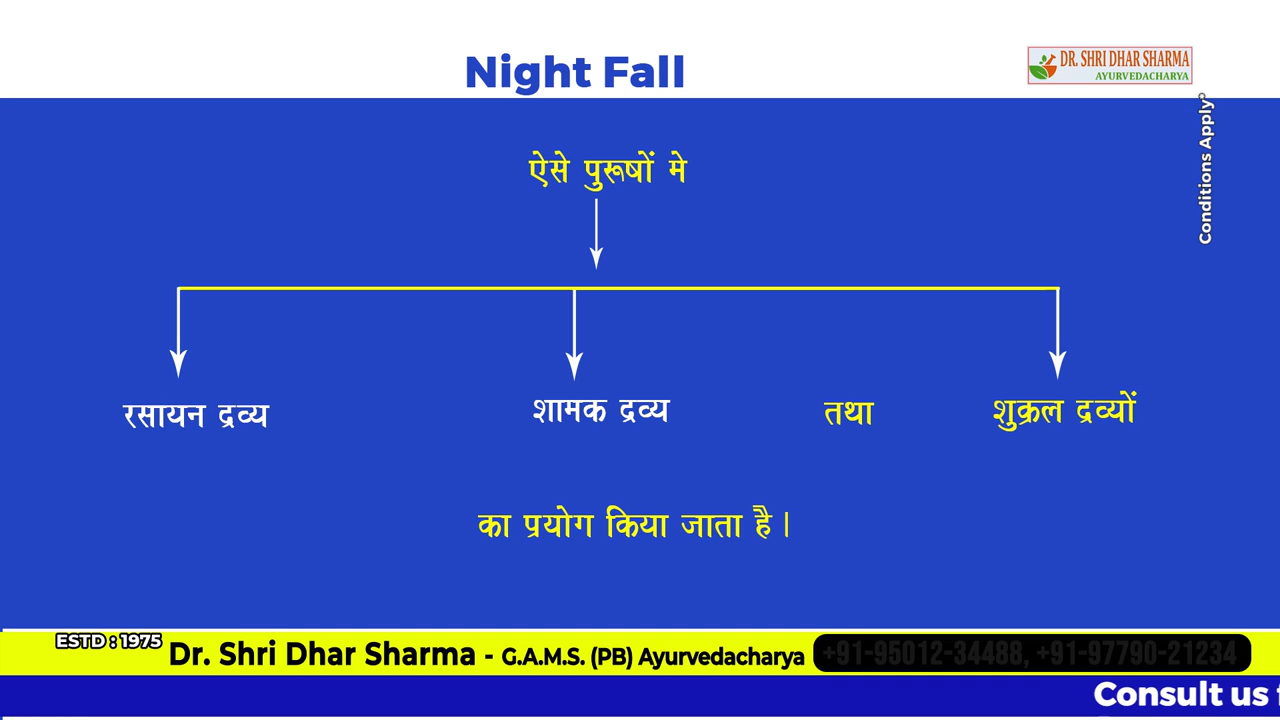 Night Fall
DR. SHRI DHAR SHARMA
AYURVEDACHARYA
Conditions Apply
ऐसे पुरूषों मे
रसायन द्रव्य शामक द्रव्य तथा शुक्रल द्रव्यों
का प्रयोग किया जाता है।
ESTD : 1975
Dr. Shri Dhar Sharma - G.A.M.S. (PB) Ayurvedacharya +91-95012-34488, +91-97790-21234
Consult us